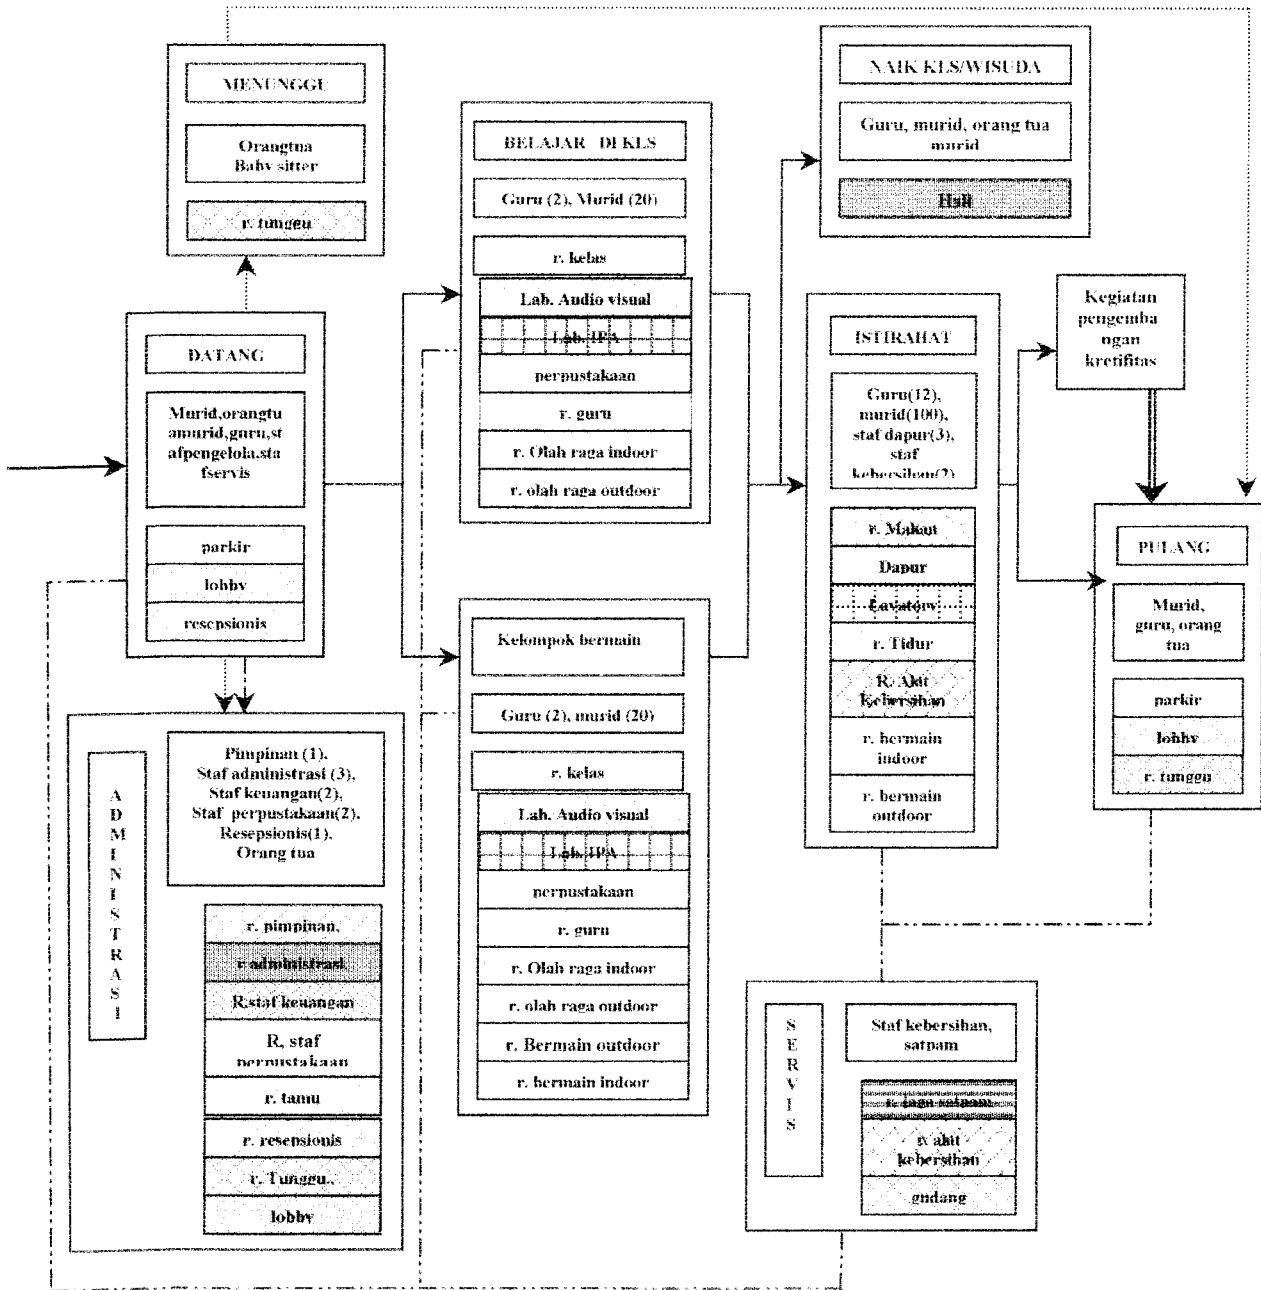 MENUNGGU
Orangtua
Baby sitter
r. tunggu
NAIK KLS/WISUDA
Guru, murid, orang tua
murid
Hall
BELAJAR DI KLS
Guru (2), Murid (20)
r. kelas
Lab. Audio visual
Lab. IPA
perpustakaan
r. guru
r. Olah raga indoor
r. olah raga outdoor
DATANG
Murid,orangtu
amurid,guru,st
afpengelola.sta
fservis
parkir
lobby
resepsionis
ISTIRAHAT
Guru(12),
murid(100),
staf dapur(3),
staf
kebersihan(2)
r. Makan
Dapur
Lavatory
r. Tidur
R. Alat
Kebersihan
r. bermain
indoor
r. bermain
outdoor
Kegiatan
pengemba
ngan
kretifitas
PULANG
Murid,
guru, orang
tua
parkir
lobby
r. tunggu
Kelompok bermain
Guru (2), murid (20)
r. kelas
Lab. Audio visual
Lab. IPA
perpustakaan
r. guru
r. Olah raga indoor
r. olah raga outdoor
r. Bermain outdoor
r. bermain indoor
A
D
M
I
N
I
S
T
R
A
S
I
Pimpinan (1),
Staf administrasi (3),
Staf keuangan(2),
Staf perpustakaan(2),
Resepsionis(1),
Orang tua
r. pimpinan,
r administrasi,
R.staf keuangan
R, staf
perpustakaan
r. tamu
r. resensionis
r. Tunggu..
lobby
S
E
R
V
I
S
Staf kebersihan,
satpam
r. jaga satpam
r. alat
kebersihan
gudang